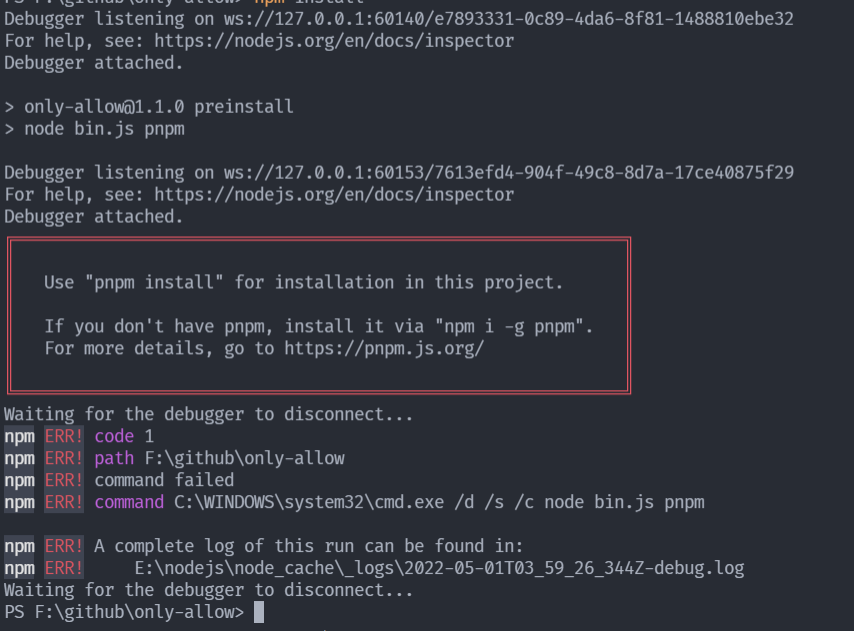 PS F:\github\only-allow> npm install
Debugger listening on ws://127.0.0.1:60140/e7893331-0c89-4da6-8f81-1488810ebe32
For help, see: https://nodejs.org/en/docs/inspector
Debugger attached.
> only-allow@1.1.0 preinstall
> node bin.js pnpm
Debugger listening on ws://127.0.0.1:60153/7613efd4-904f-49c8-8d7a-17ce40875f29
For help, see: https://nodejs.org/en/docs/inspector
Debugger attached.
Use "pnpm install" for installation in this project.
If you don't have pnpm, install it via "npm i -g pnpm".
For more details, go to https://pnpm.js.org/
Waiting for the debugger to disconnect...
npm ERR! code 1
npm ERR! path F:\github\only-allow
npm ERR! command failed
npm ERR! command C:\WINDOWS\system32\cmd.exe /d /s /c node bin.js pnpm
npm ERR! A complete log of this run can be found in:
npm ERR!     E:\nodejs\node_cache\_logs\2022-05-01T03_59_26_344Z-debug.log
Waiting for the debugger to disconnect...
PS F:\github\only-allow>